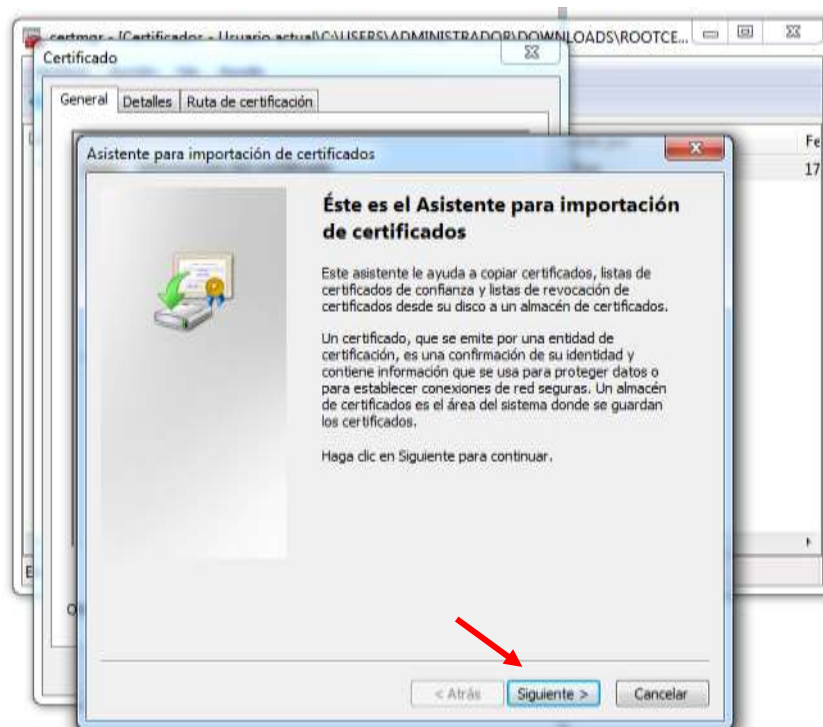 certmgr - [Certificados - Usuario actual\C:\USERS\ADMINISTRADOR\DOWNLOADS\ROOTCE...
Certificado
General Detalles Ruta de certificación
Fe
17
Asistente para importación de certificados
Éste es el Asistente para importación
de certificados
Este asistente le ayuda a copiar certificados, listas de
certificados de confianza y listas de revocación de
certificados desde su disco a un almacén de certificados.
Un certificado, que se emite por una entidad de
certificación, es una confirmación de su identidad y
contiene información que se usa para proteger datos o
para establecer conexiones de red seguras. Un almacén
de certificados es el área del sistema donde se guardan
los certificados.
Haga clic en Siguiente para continuar.
E
O
< Atrás Siguiente > Cancelar